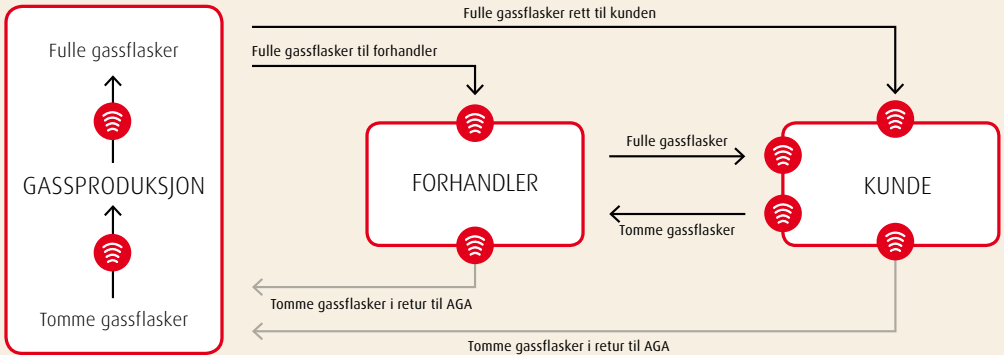 Fulle gassflasker rett til kunden
Fulle gassflasker
Fulle gassflasker til forhandler
Fulle gassflasker
GASSPRODUKSJON
FORHANDLER
KUNDE
Tomme gassflasker
Tomme gassflasker i retur til AGA
Tomme gassflasker
Tomme gassflasker i retur til AGA